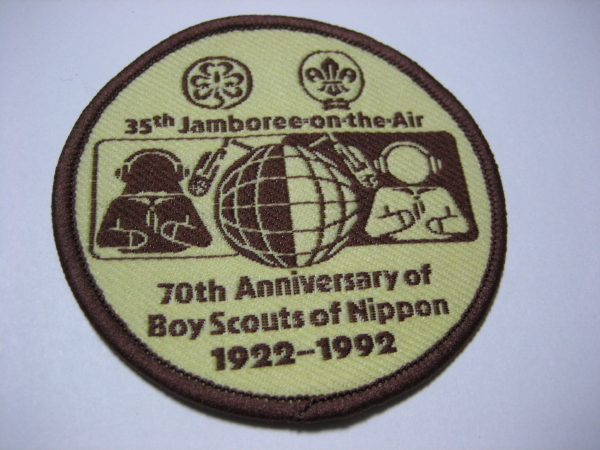 35th Jamboree-on-the-Air
70th Anniversary of
Boy Scouts of Nippon
1922-1992